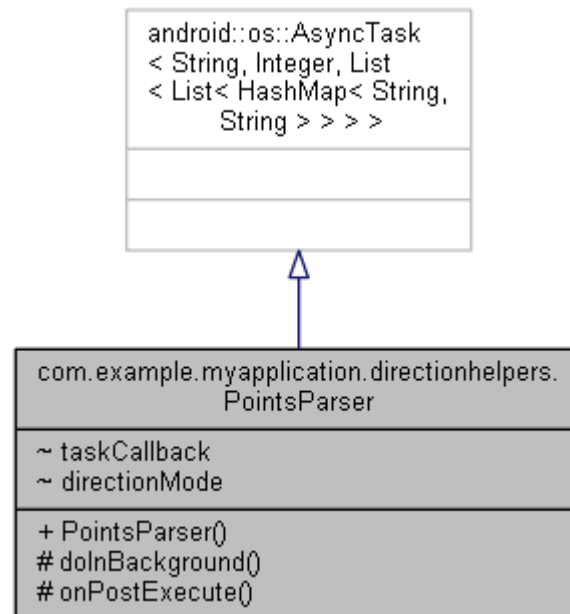 android::os::AsyncTask
< String, Integer, List
< List< HashMap< String,
String > > > >
com.example.myapplication.directionhelpers.
PointsParser
~ taskCallback
~ directionMode
+ PointsParser()
# doInBackground()
# onPostExecute()